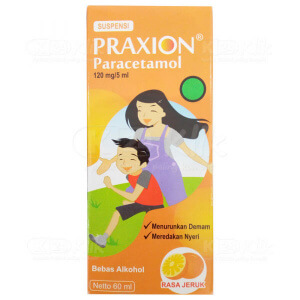 SUSPENSI
PRAXION®
Paracetamol
120 mg/5 ml
✓ Menurunkan Demam
✓ Meredakan Nyeri
Bebas Alkohol
Netto 60 ml
RASA JERUK